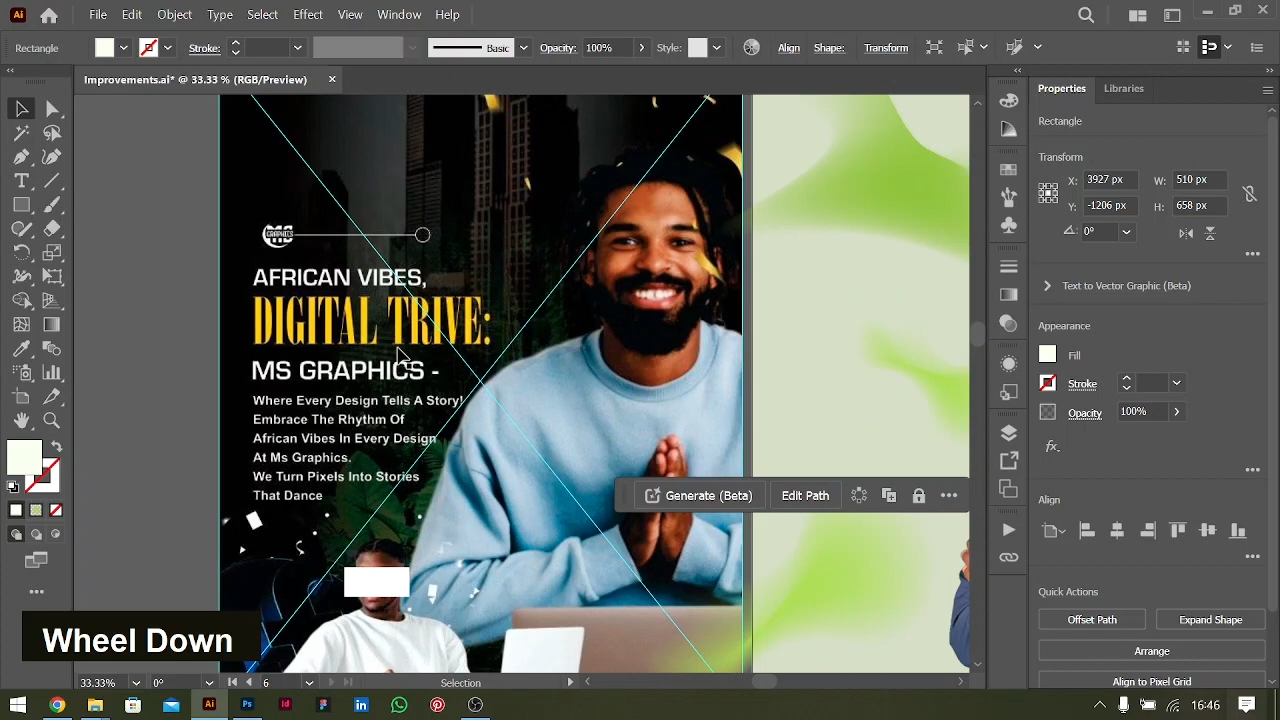 File Edit Object Type Select Effect View Window Help
Rectangle Stroke: Basic Opacity: 100% Style: Align Shape: Transform
Improvements.ai* @ 33.33 % (RGB/Preview)
MS
GRAPHICS
AFRICAN VIBES,
DIGITAL TRIVE:
MS GRAPHICS -
Where Every Design Tells A Story!
Embrace The Rhythm Of
African Vibes In Every Design
At Ms Graphics.
We Turn Pixels Into Stories
That Dance
Generate (Beta) Edit Path
Properties Libraries
Rectangle
Transform
X: 3927 px W: 510 px
Y: -1206 px H: 658 px
0°
Text to Vector Graphic (Beta)
Appearance
Fill
Stroke
Opacity 100%
fx.
Align
Quick Actions
Offset Path Expand Shape
Arrange
Align to Pixel Grid
Wheel Down
33.33% 0° 6 Selection
Ai Ps Id 16:46